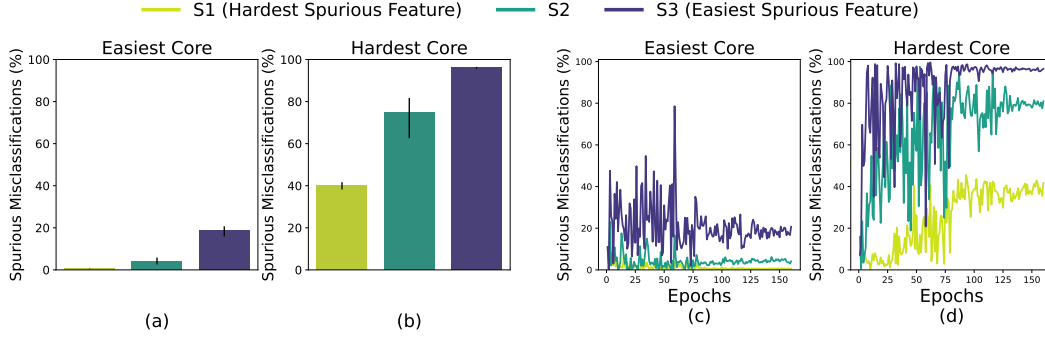 S1 (Hardest Spurious Feature) S2 S3 (Easiest Spurious Feature)
Easiest Core
Spurious Misclassifications (%)
100
80
60
40
20
0
(a)
Hardest Core
Spurious Misclassifications (%)
100
80
60
40
20
0
(b)
Easiest Core
Spurious Misclassifications (%)
100
80
60
40
20
0
0 25 50 75 100 125 150
Epochs
(c)
Hardest Core
Spurious Misclassifications (%)
100
80
60
40
20
0
0 25 50 75 100 125 150
Epochs
(d)